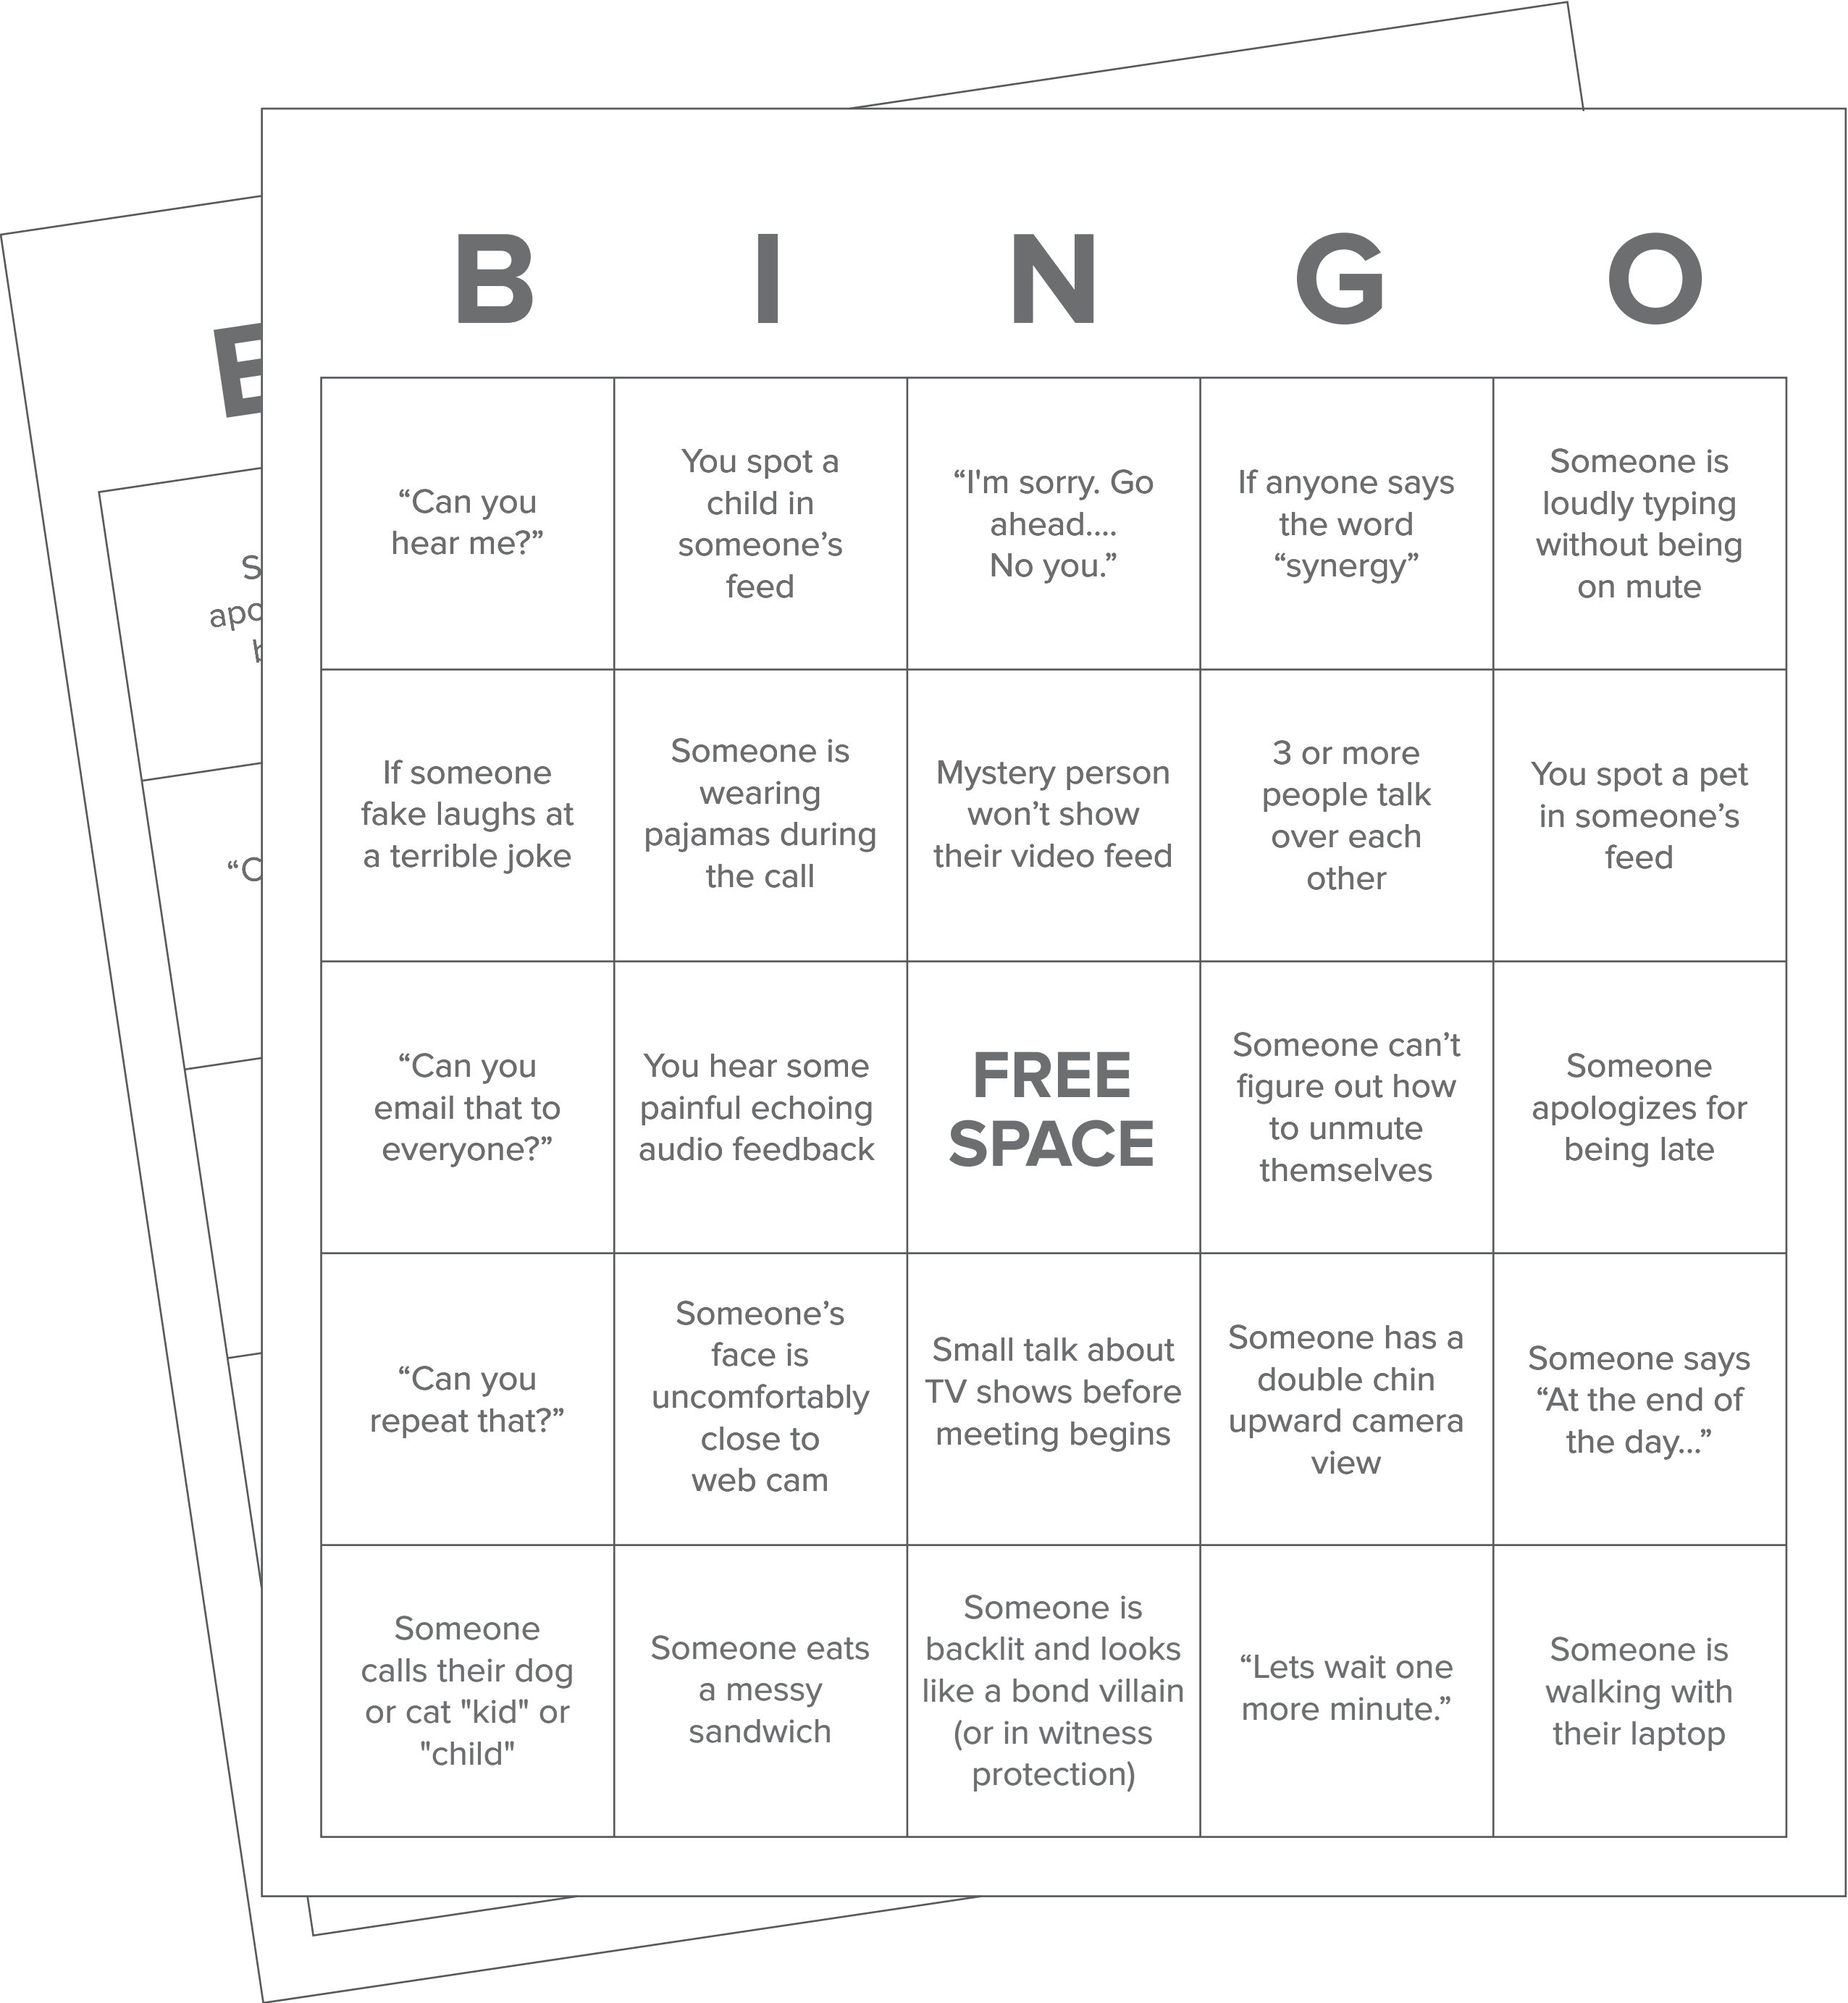 B I N G O
“Can you
hear me?”
You spot a
child in
someone’s
feed
“I'm sorry. Go
ahead....
No you.”
If anyone says
the word
“synergy”
Someone is
loudly typing
without being
on mute
If someone
fake laughs at
a terrible joke
Someone is
wearing
pajamas during
the call
Mystery person
won’t show
their video feed
3 or more
people talk
over each
other
You spot a pet
in someone’s
feed
“Can you
email that to
everyone?”
You hear some
painful echoing
audio feedback
FREE
SPACE
Someone can’t
figure out how
to unmute
themselves
Someone
apologizes for
being late
“Can you
repeat that?”
Someone’s
face is
uncomfortably
close to
web cam
Small talk about
TV shows before
meeting begins
Someone has a
double chin
upward camera
view
Someone says
“At the end of
the day...”
Someone
calls their dog
or cat "kid" or
"child"
Someone eats
a messy
sandwich
Someone is
backlit and looks
like a bond villain
(or in witness
protection)
“Lets wait one
more minute.”
Someone is
walking with
their laptop